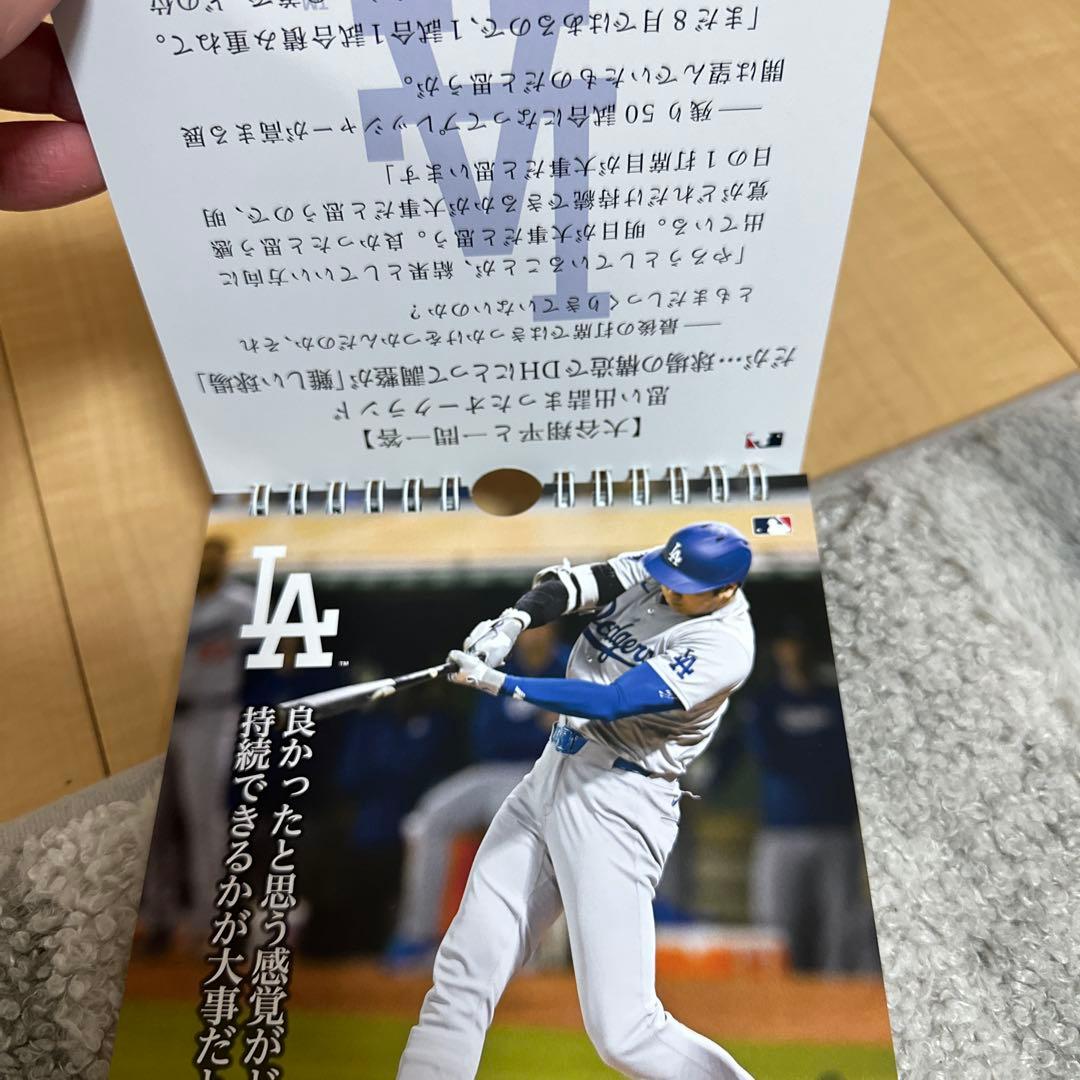 【大谷翔平と一問一答】
思い出詰まったオークランド
だが…球場の構造でDHにとって調整が「難しい球場」
――最後の打席ではきっかけをつかんだのか、それ
ともまだしっくりきていないのか？
「やろうとしていることが、結果としていい方向に
出ている。明日が大事だと思う。良かったと思う感
覚がどれだけ持続できるかが大事だと思うので、明
日の1打席目が大事だと思います」
――残り50試合になってプレッシャーが高まる展
開は望んでいたものだと思うが。
「まだ8月ではあるので、1試合1試合積み重ねて。
LA
LA
TM
Dodgers
LA
LA
良かったと思う感覚がど
持続できるかが大事だ